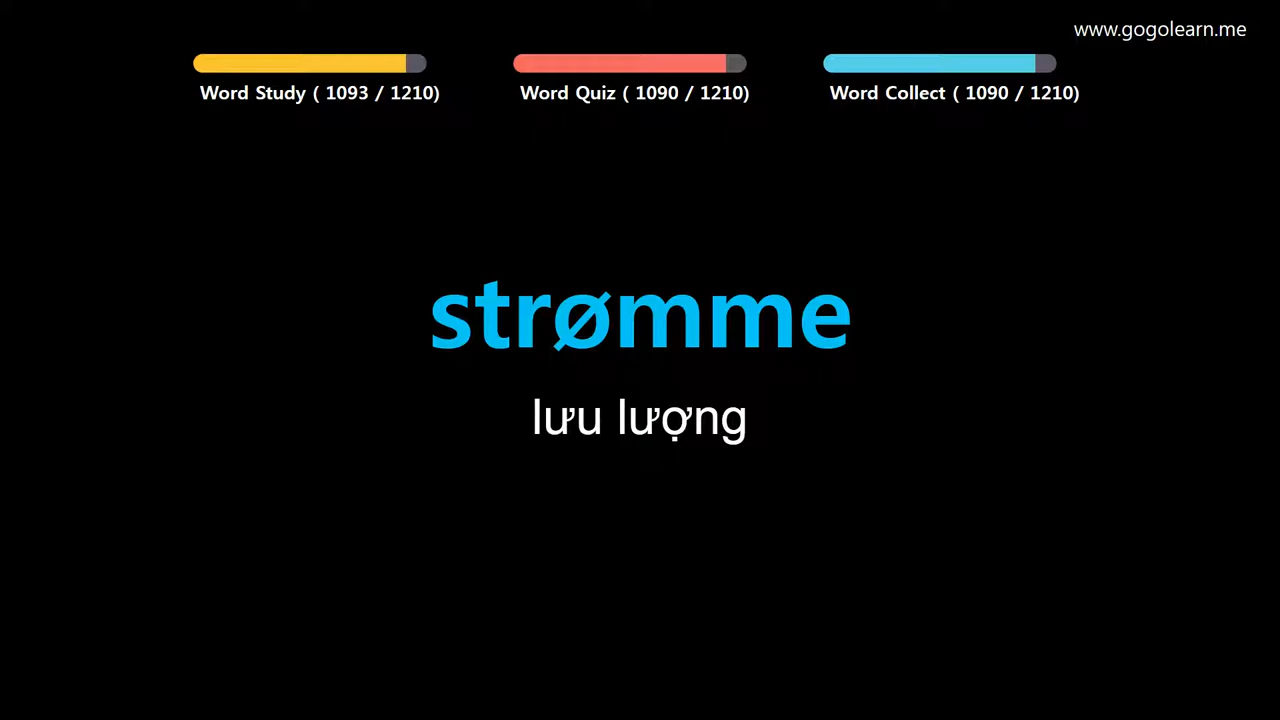 www.gogolearn.me
Word Study ( 1093 / 1210)
Word Quiz ( 1090 / 1210)
Word Collect ( 1090 / 1210)
strømme
lưu lượng